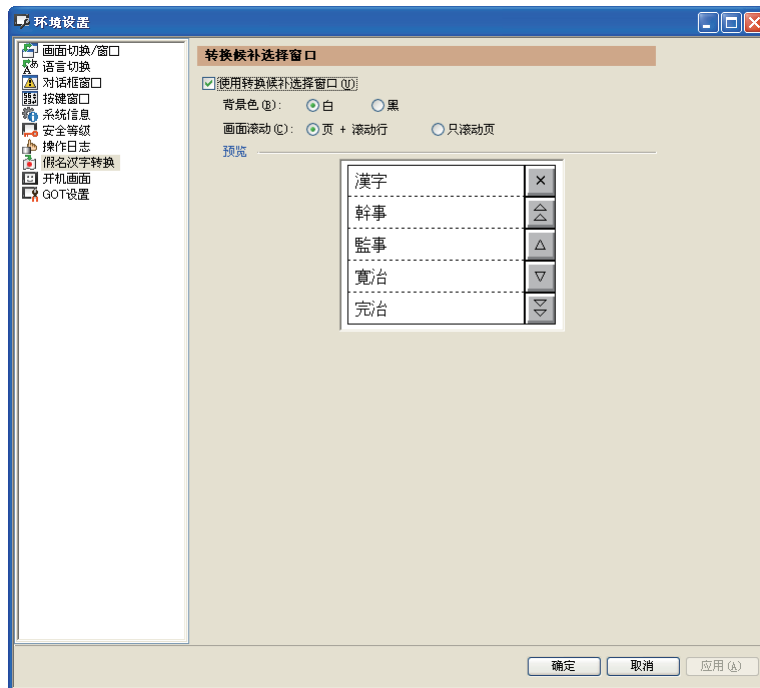 环境设置
画面切换/窗口
语言切换
对话框窗口
按键窗口
系统信息
安全等级
操作日志
假名汉字转换
开机画面
GOT设置
转换候补选择窗口
使用转换候补选择窗口(U)
背景色(B): 白 黑
画面滚动(C): 页 + 滚动行 只滚动页
预览
漢字
幹事
監事
寛治
完治
确定 取消 应用(A)